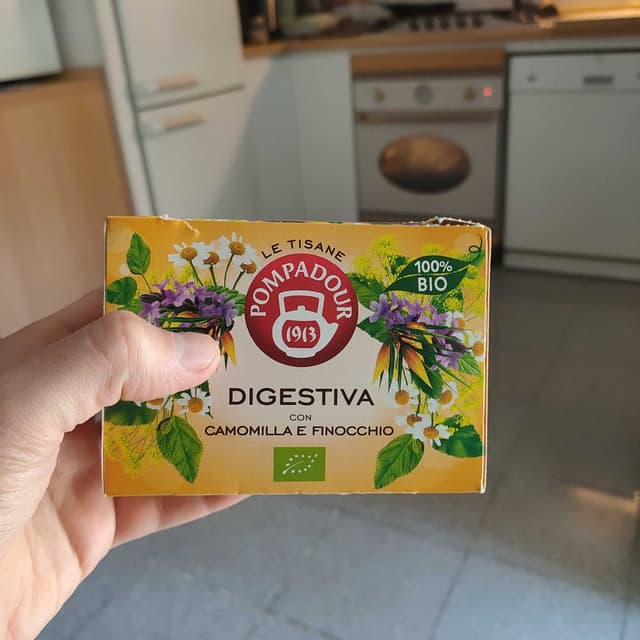 LE TISANE
POMPADOUR
1913
100%
BIO
DIGESTIVA
CON
CAMOMILLA E FINOCCHIO